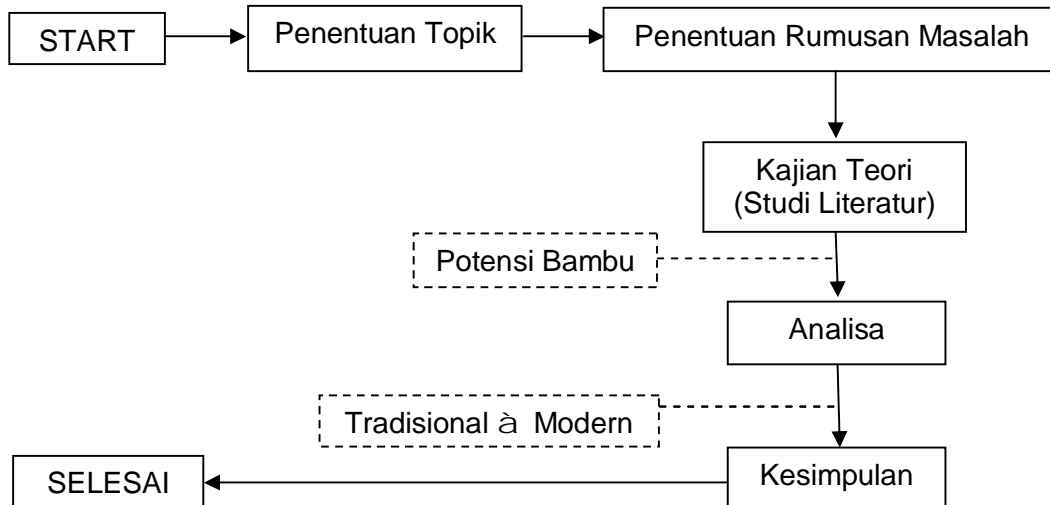 START
Penentuan Topik
Penentuan Rumusan Masalah
Kajian Teori
(Studi Literatur)
Potensi Bambu
Analisa
Tradisional à Modern
Kesimpulan
SELESAI